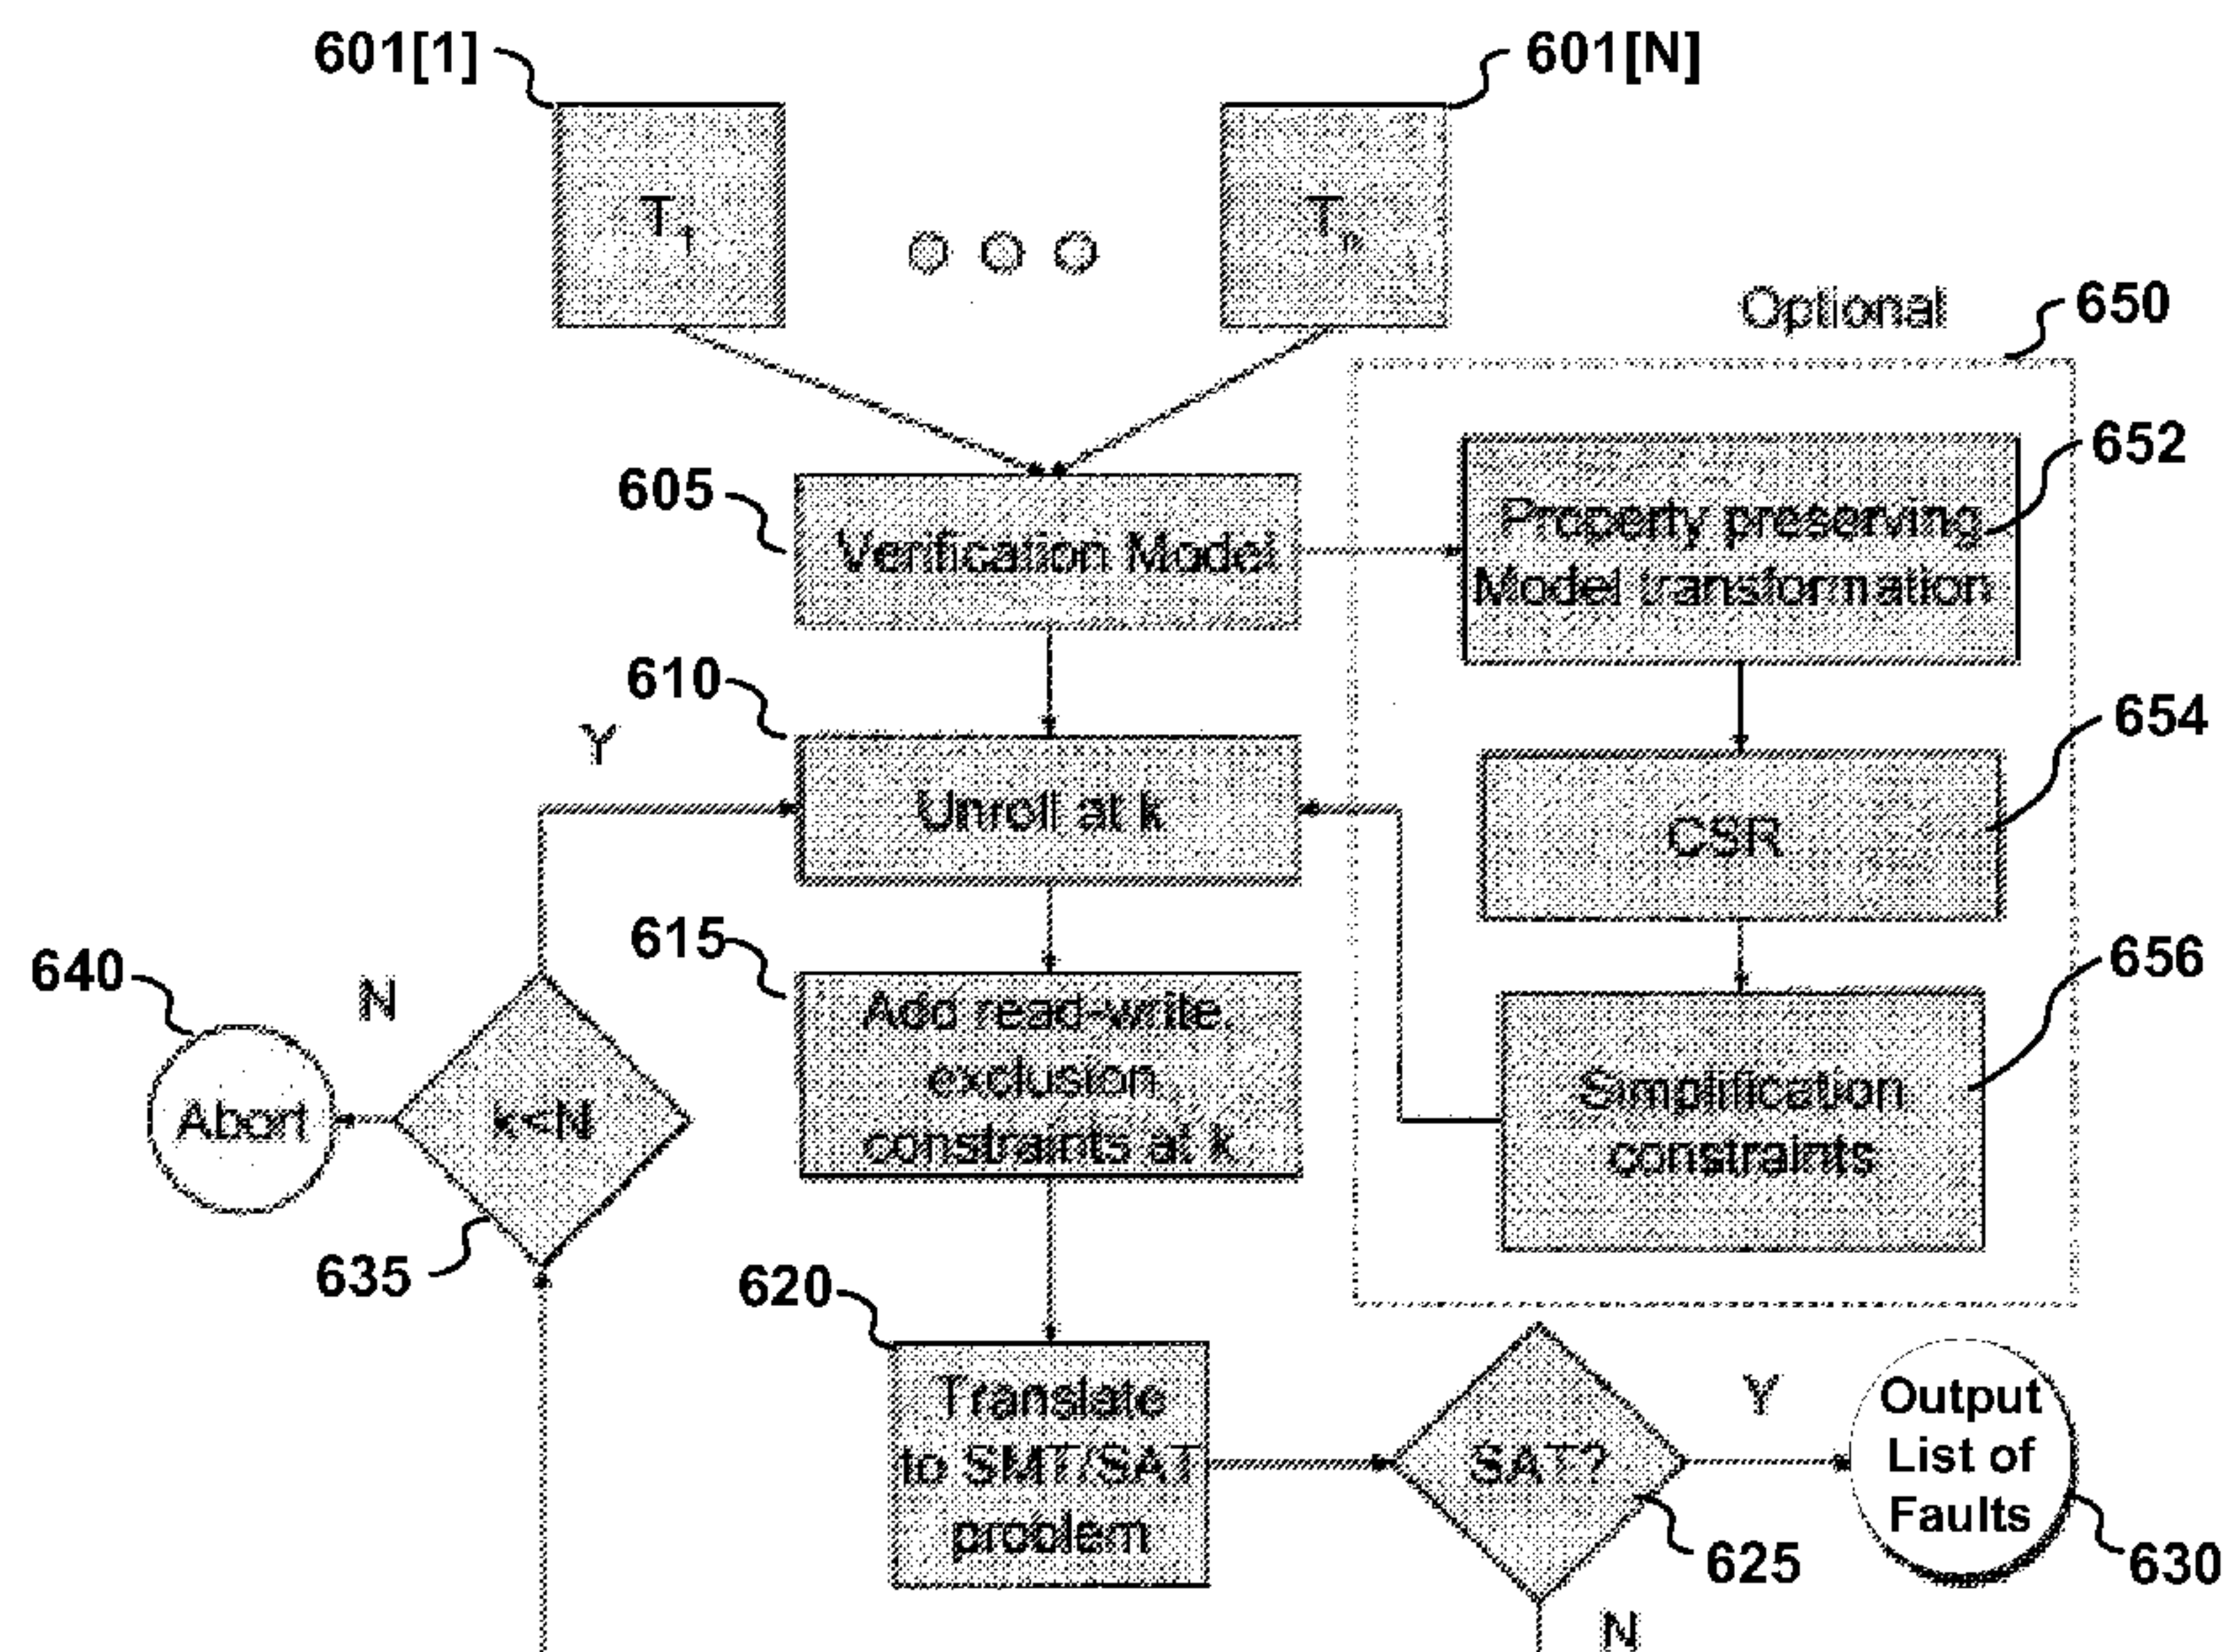 601[1]
601[N]
T1
Tn
Optional
650
652
605
Verification Model
Property preserving
Model transformation
610
654
Y
Unroll at k
CSR
615
656
640
N
Add read-write
exclusion
constraints at k
Abort
k<N
Simplification
constraints
635
620
Translate
to SMT/SAT
problem
SAT?
Y
Output
List of
Faults
625
630
N